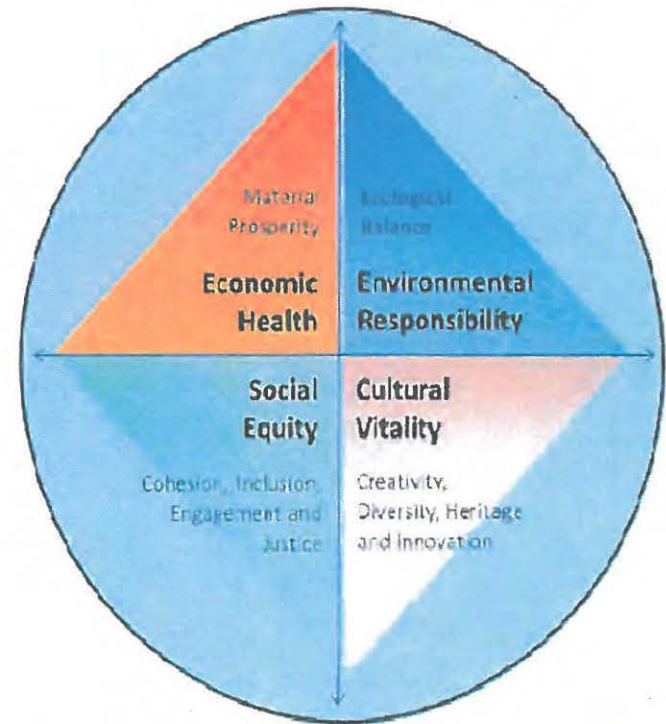 Material
Prosperity
Economic
Health
Ecological
Balance
Environmental
Responsibility
Social
Equity
Cohesion, Inclusion,
Engagement and
Justice
Cultural
Vitality
Creativity,
Diversity, Heritage
and Innovation